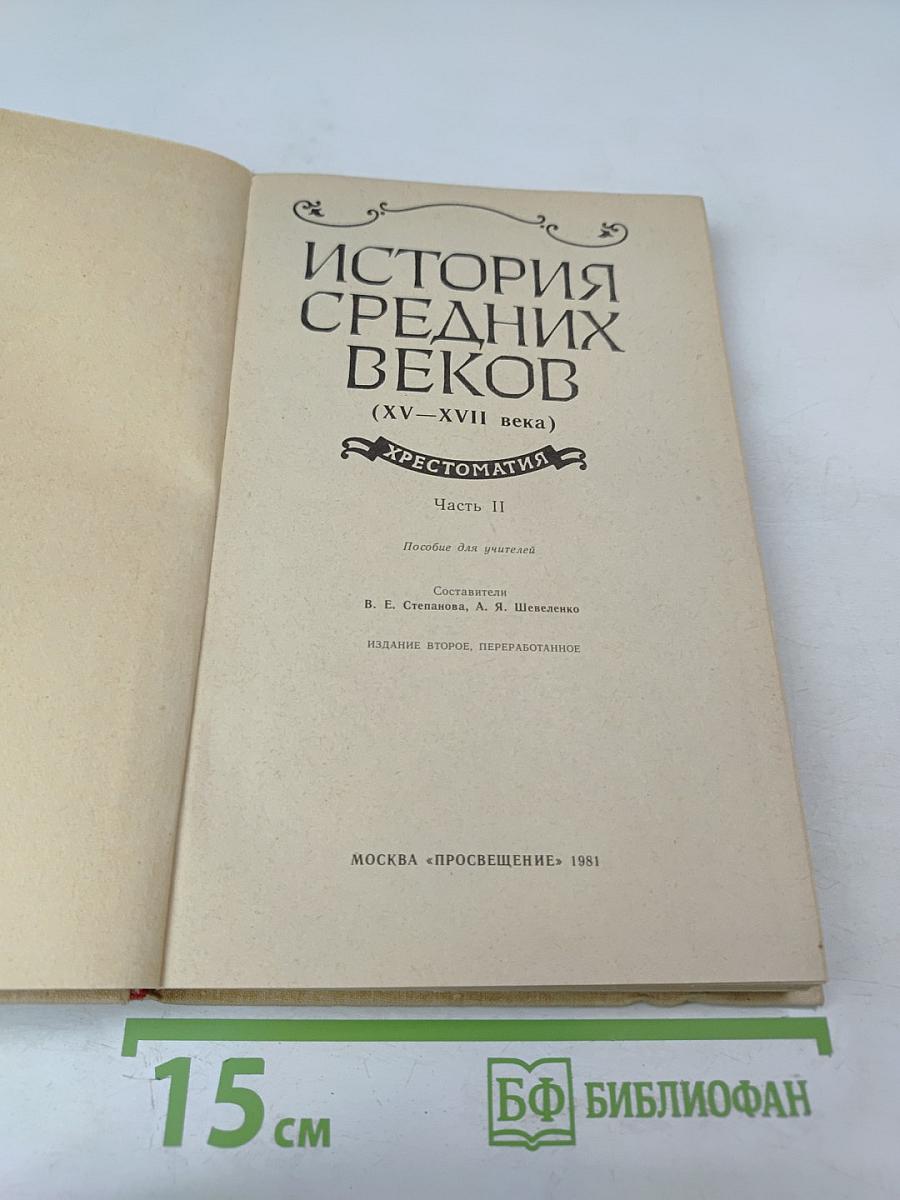 ИСТОРИЯ
СРЕДНИХ
ВЕКОВ
(XV—XVII века)
ХРЕСТОМАТИЯ
Часть II
Пособие для учителей
Составители
В. Е. Степанова, А. Я. Шевеленко
ИЗДАНИЕ ВТОРОЕ, ПЕРЕРАБОТАННОЕ
МОСКВА «ПРОСВЕЩЕНИЕ» 1981
15 см
БФ БИБЛИОФАН